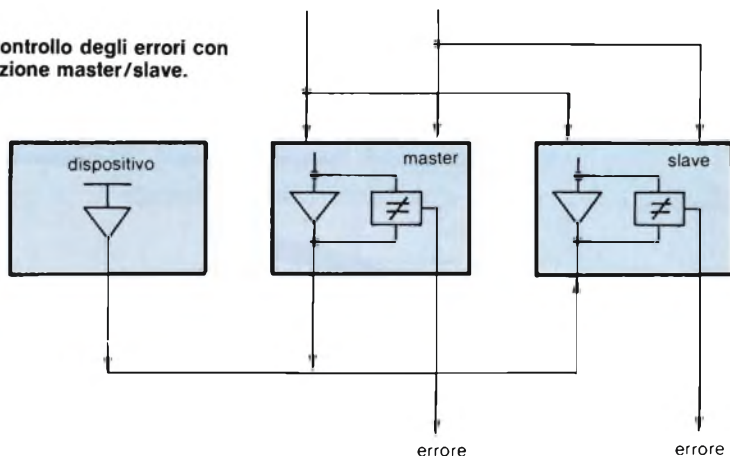 ontrollo degli errori con
zione master/slave.
dispositivo
master
slave
≠
≠
errore
errore